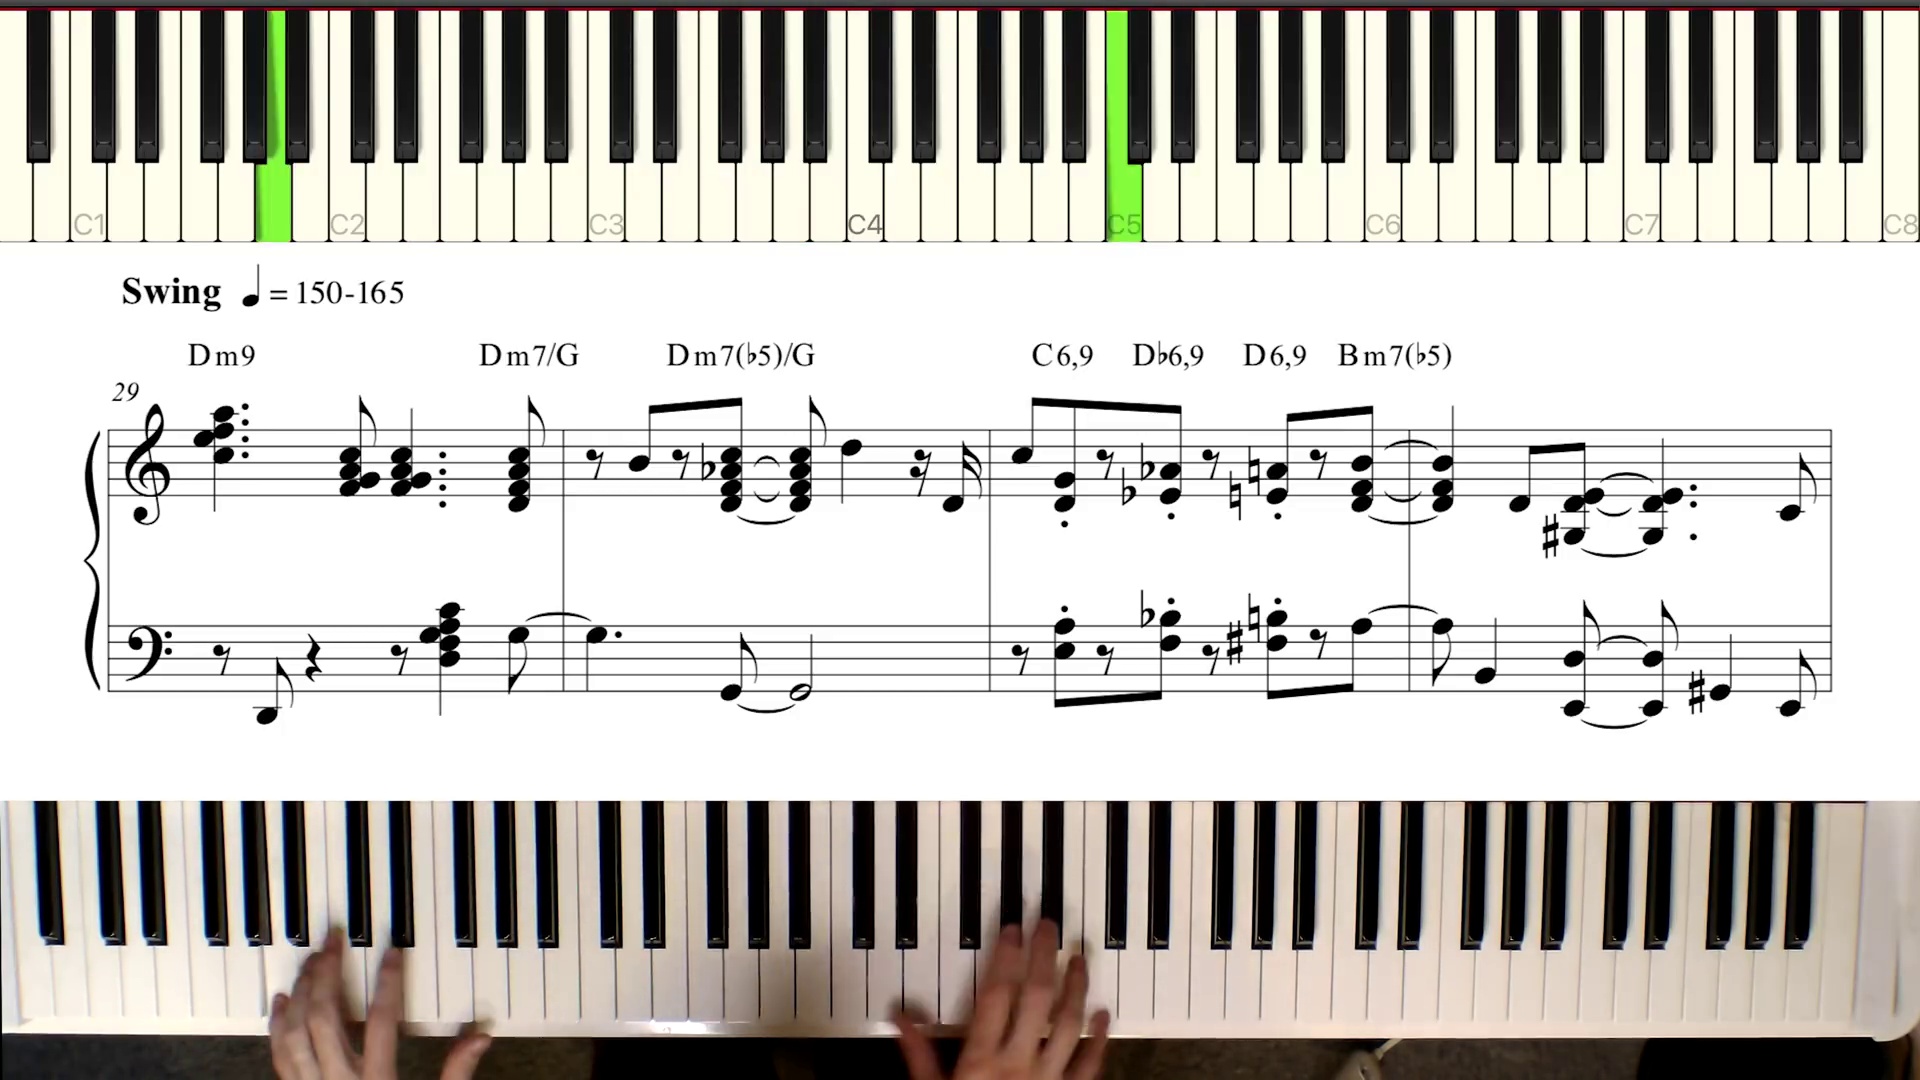 C1 C2 C3 C4 C5 C6 C7 C8
Swing ♩ = 150-165
Dm9 Dm7/G Dm7(♭5)/G C6,9 D♭6,9 D6,9 Bm7(♭5)
29